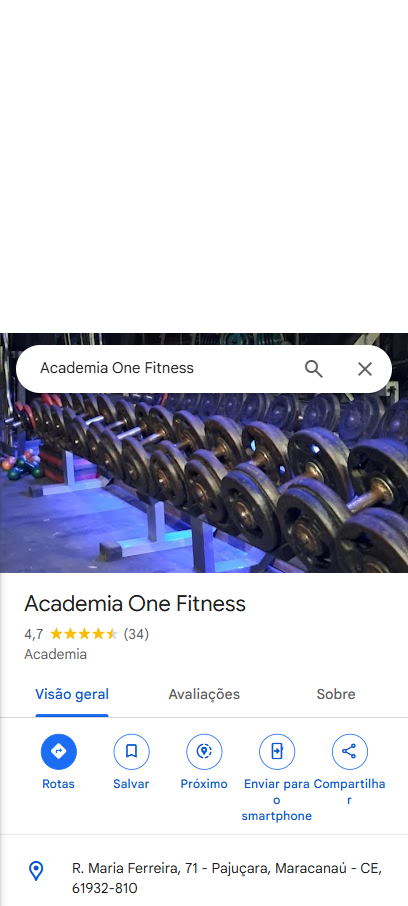 Academia One Fitness
Academia One Fitness
4,7 (34)
Academia
Visão geral Avaliações Sobre
Rotas Salvar Próximo Enviar para o smartphone Compartilhar
R. Maria Ferreira, 71 - Pajuçara, Maracanaú - CE,
61932-810